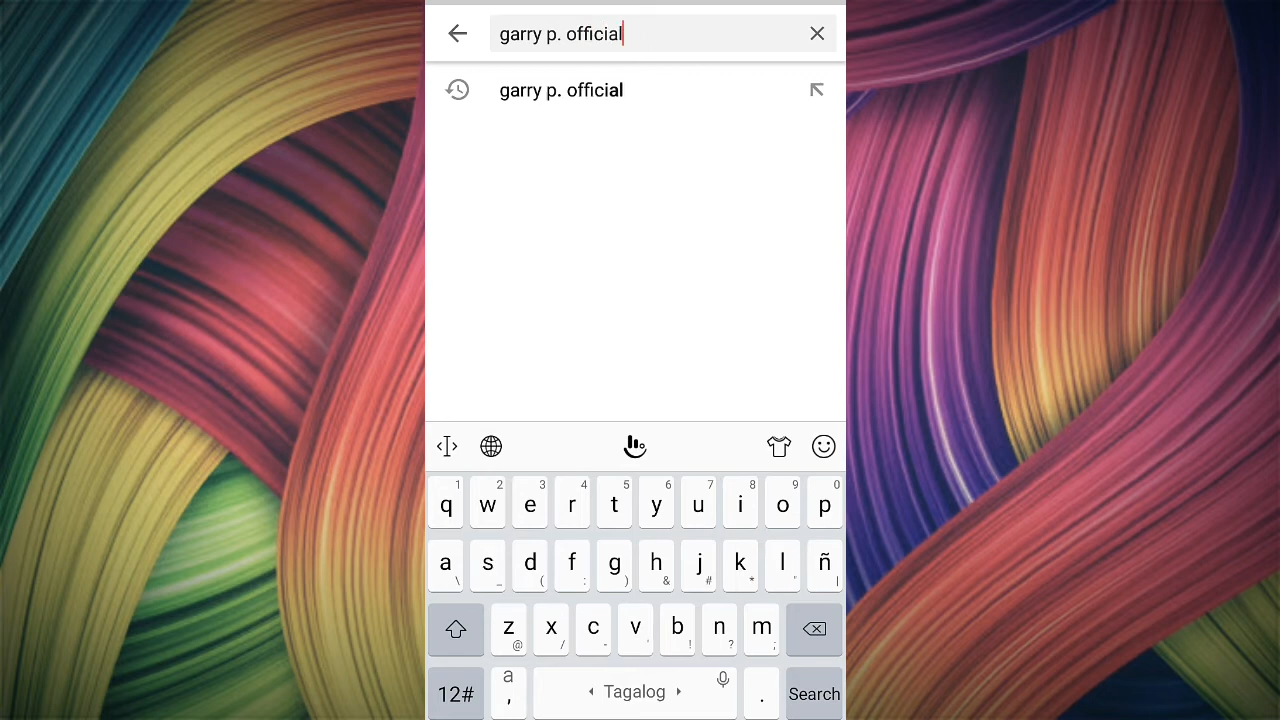 garry p. official
garry p. official
1 2 3 4 5 6 7 8 9 0
q w e r t y u i o p
a s d f g h j k l ñ
\ _ ( : ) & # * " |
z x c v b n m
@ / - ' ! ? ;
12# a , Tagalog . Search